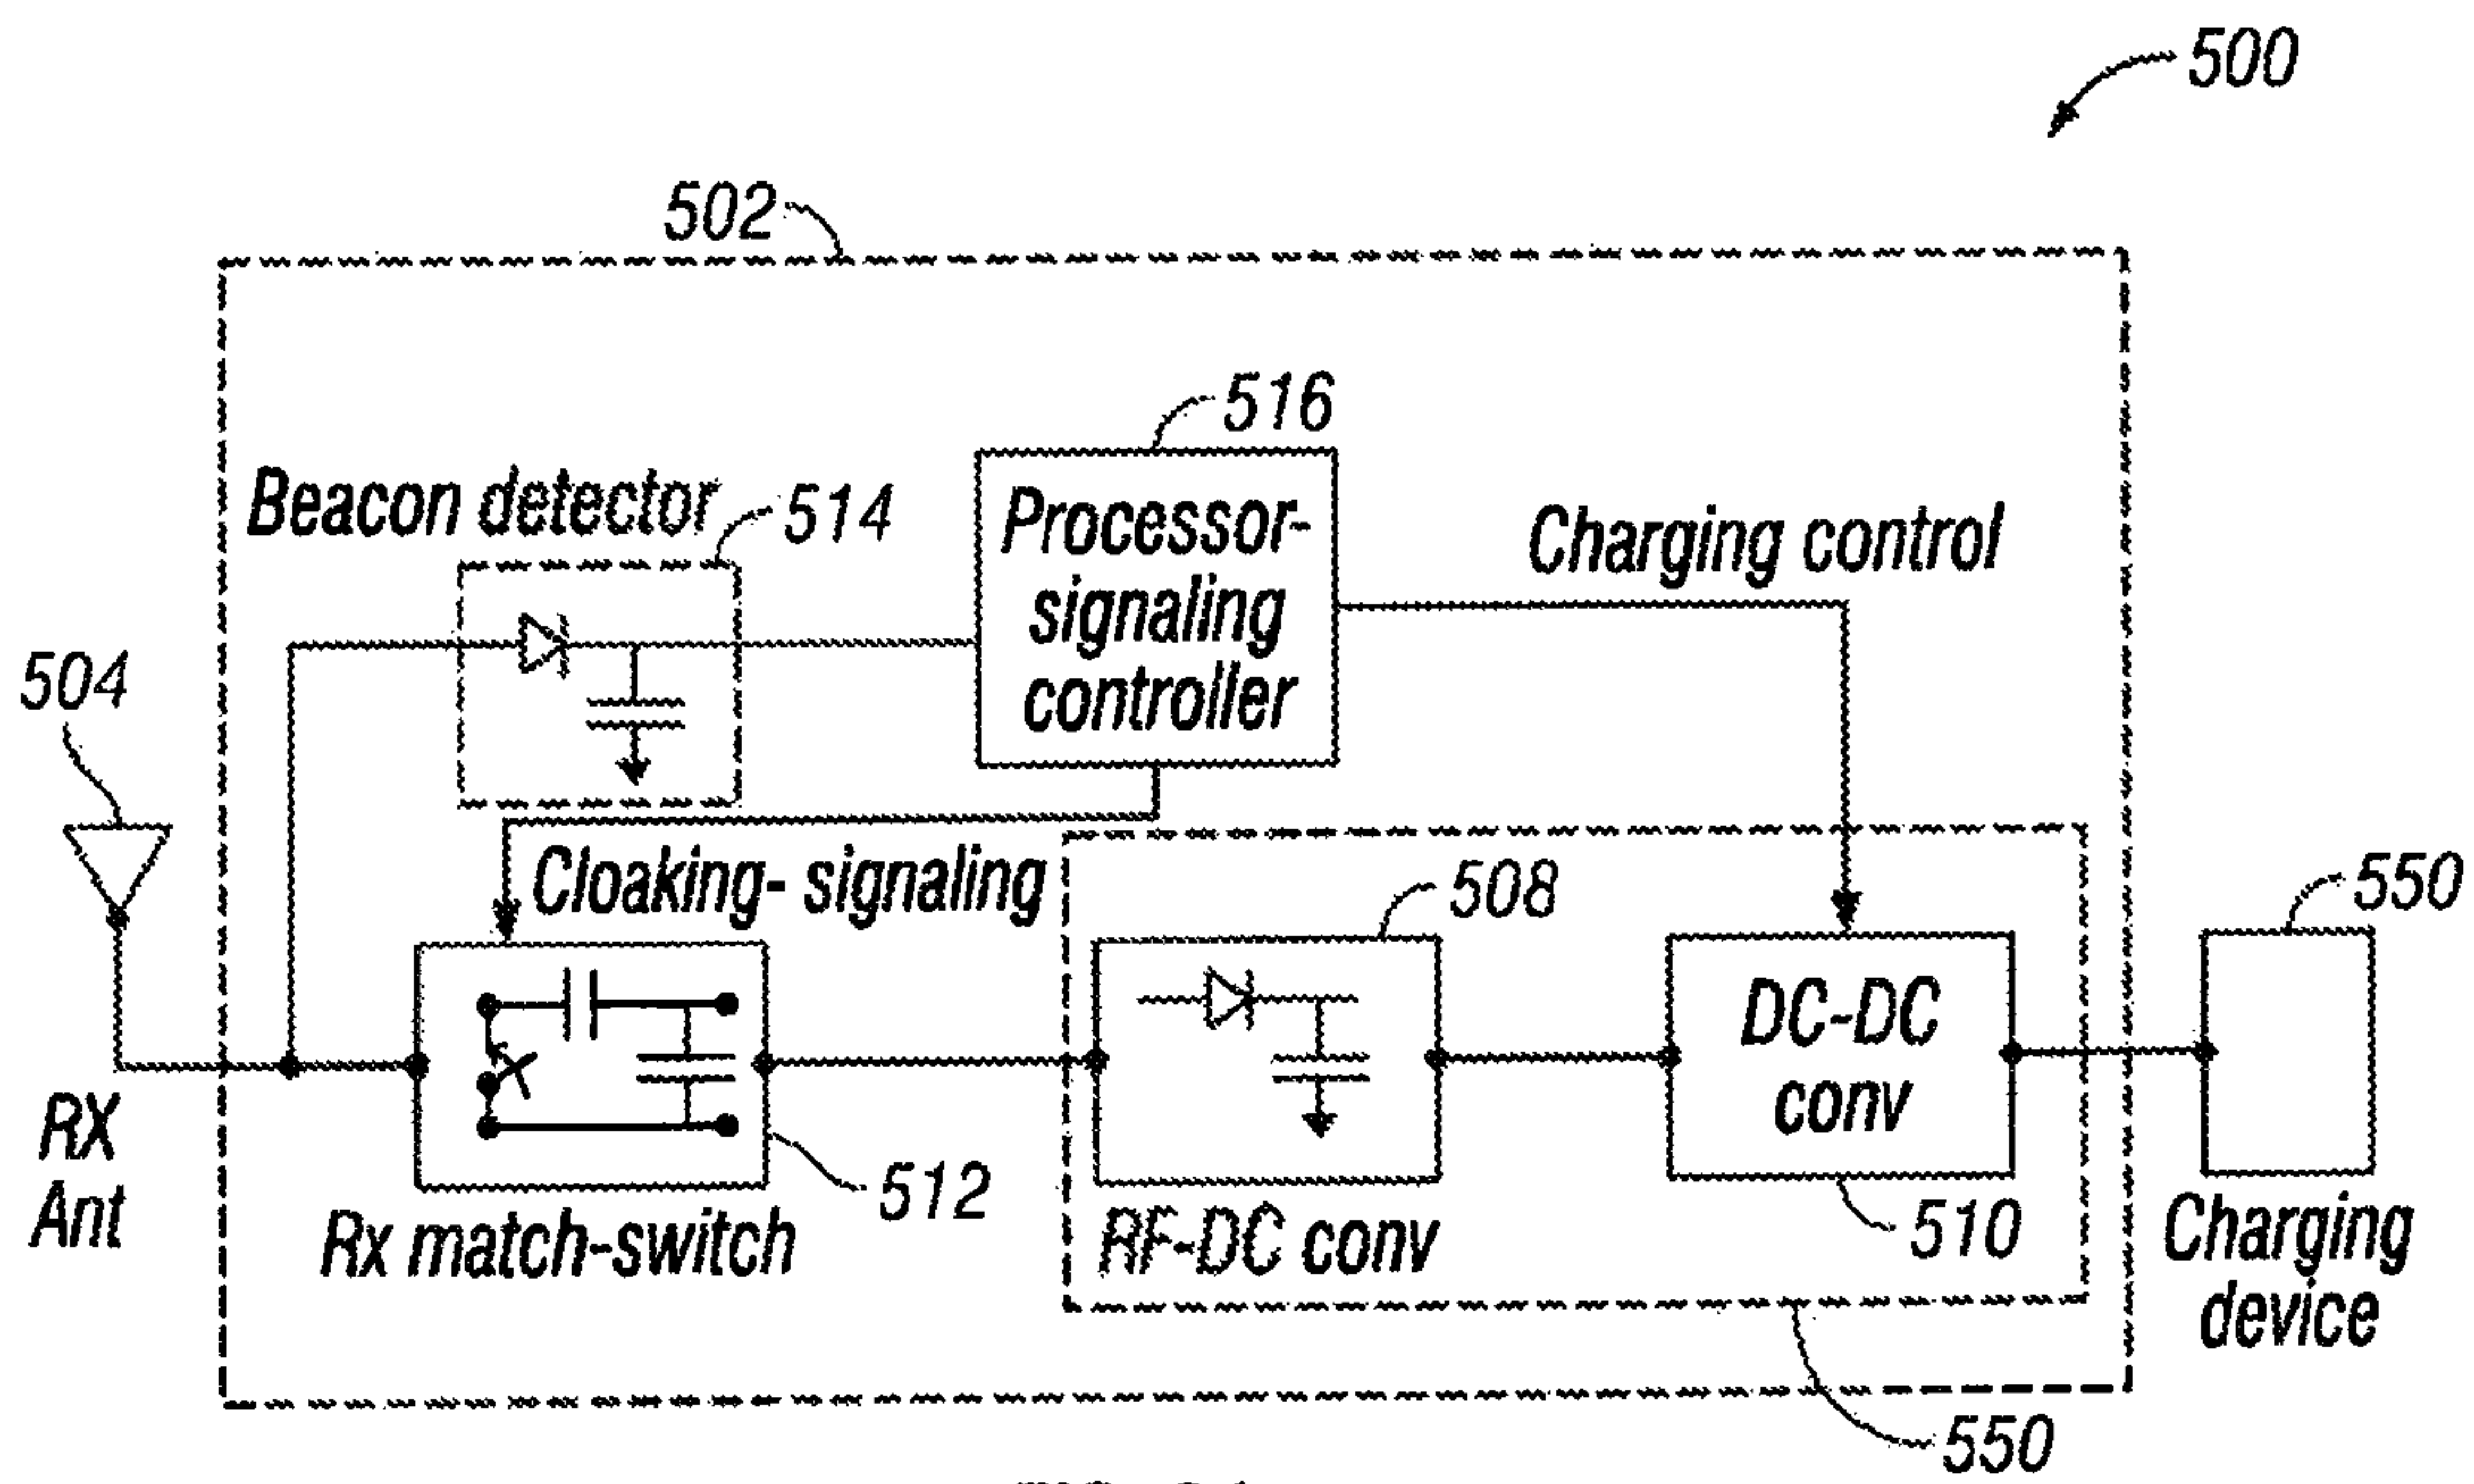 500
502
516
Beacon detector
514
Processor-
signaling
controller
Charging control
504
Cloaking- signaling
508
550
DC-DC
conv
RX
Ant
512
Rx match-switch
RF-DC conv
510
Charging
device
550